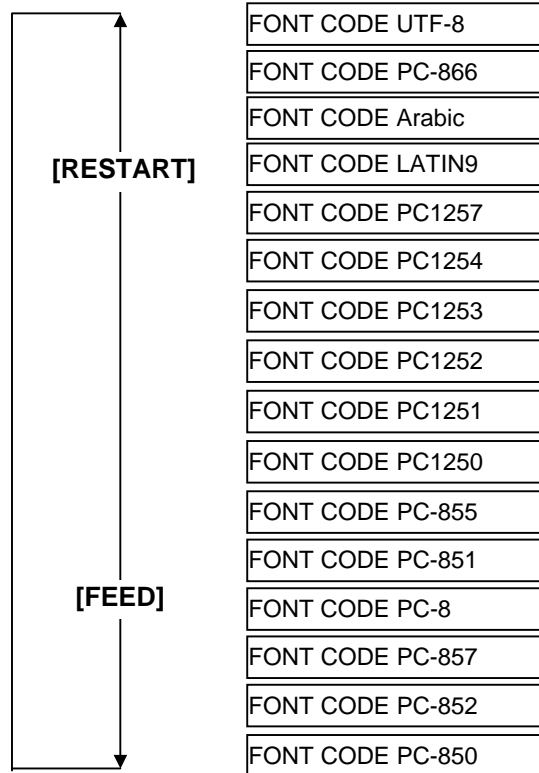 FONT CODE UTF-8
FONT CODE PC-866
FONT CODE Arabic
[RESTART]
FONT CODE LATIN9
FONT CODE PC1257
FONT CODE PC1254
FONT CODE PC1253
FONT CODE PC1252
FONT CODE PC1251
FONT CODE PC1250
FONT CODE PC-855
FONT CODE PC-851
[FEED]
FONT CODE PC-8
FONT CODE PC-857
FONT CODE PC-852
FONT CODE PC-850